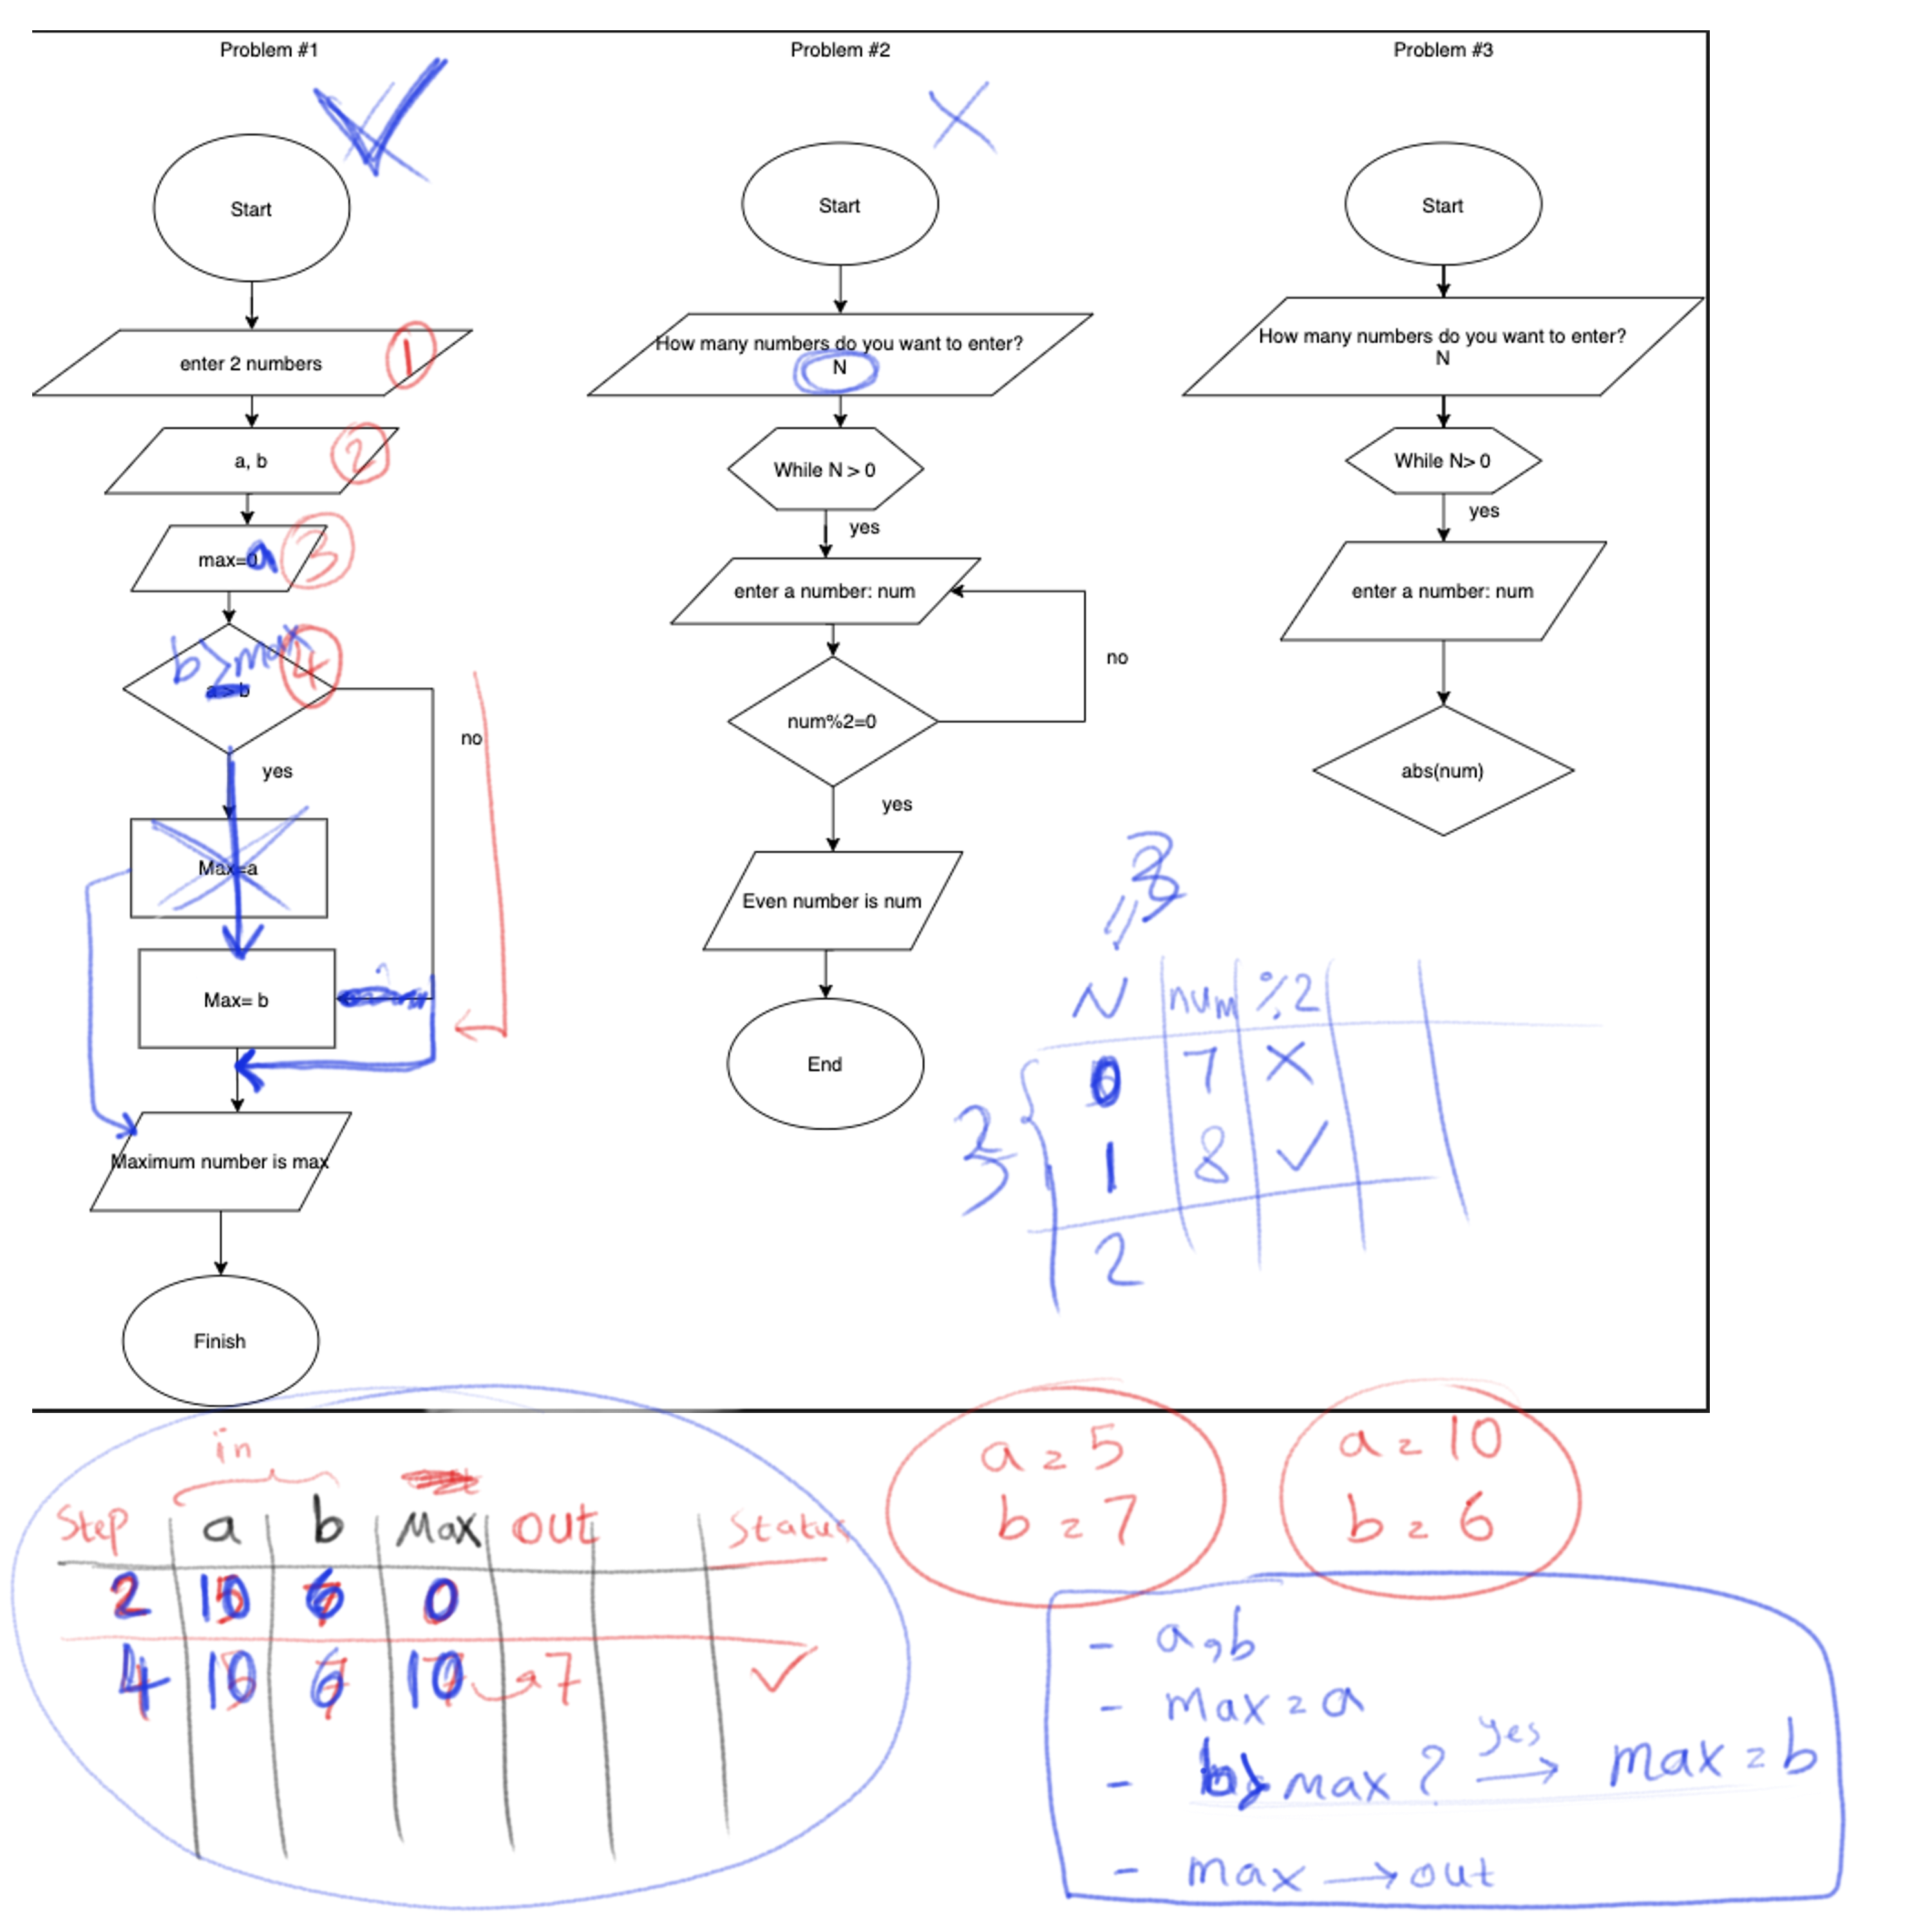 Problem #1
Start
enter 2 numbers
1
a, b
2
max=0
a
3
b > max
4
a > b
no
yes
Max=a
Max= b
Maximum number is max
Finish
Problem #2
Start
How many numbers do you want to enter?
N
While N > 0
yes
enter a number: num
no
num%2=0
yes
Even number is num
End
Problem #3
Start
How many numbers do you want to enter?
N
While N> 0
yes
enter a number: num
abs(num)
N num %2
0 7 X
1 8 ✓
2
in
Step a b Max out Status
2 10 6 0
4 10 6 10 7 ✓
a = 5
b = 7
a = 10
b = 6
- a,b
- max = a
- b> max ? yes → max = b
- max → out